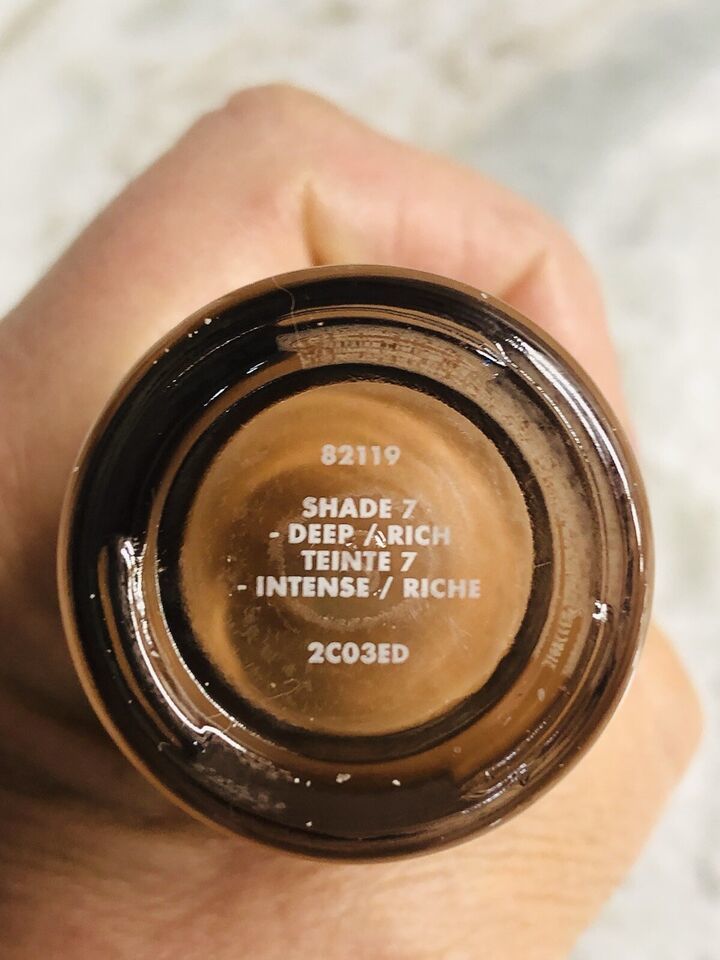 82119
SHADE 7
- DEEP / RICH
TEINTE 7
- INTENSE / RICHE
2C03ED